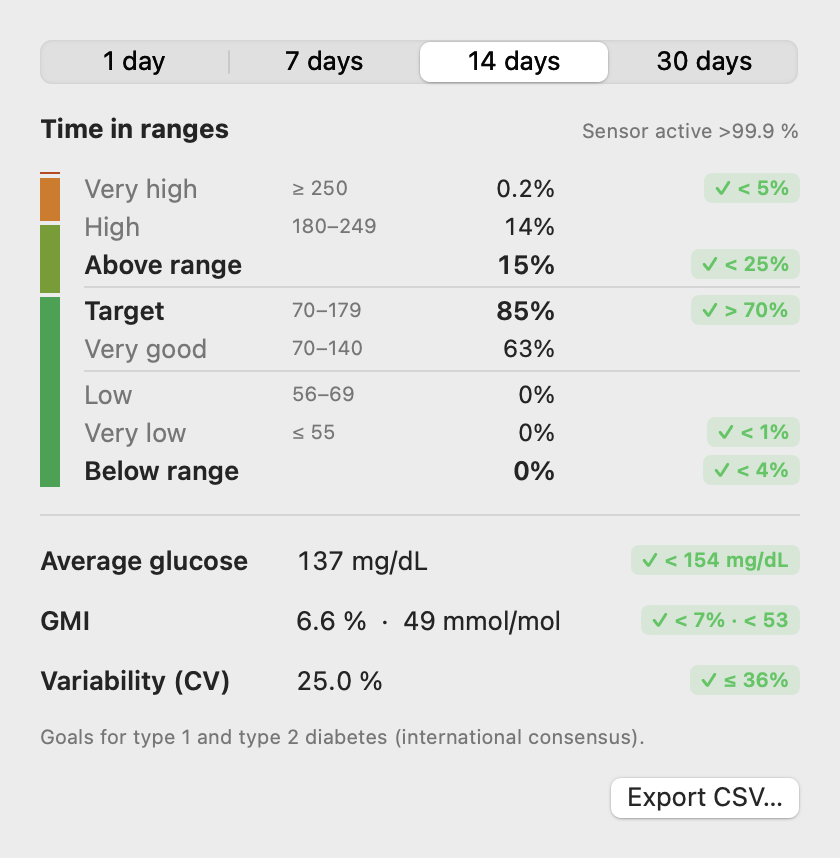 1 day 7 days 14 days 30 days
Time in ranges Sensor active >99.9 %
Very high ≥ 250 0.2% ✓ < 5%
High 180–249 14%
Above range 15% ✓ < 25%
Target 70–179 85% ✓ > 70%
Very good 70–140 63%
Low 56–69 0%
Very low ≤ 55 0% ✓ < 1%
Below range 0% ✓ < 4%
Average glucose 137 mg/dL ✓ < 154 mg/dL
GMI 6.6 % · 49 mmol/mol ✓ < 7% · < 53
Variability (CV) 25.0 % ✓ ≤ 36%
Goals for type 1 and type 2 diabetes (international consensus).
Export CSV...